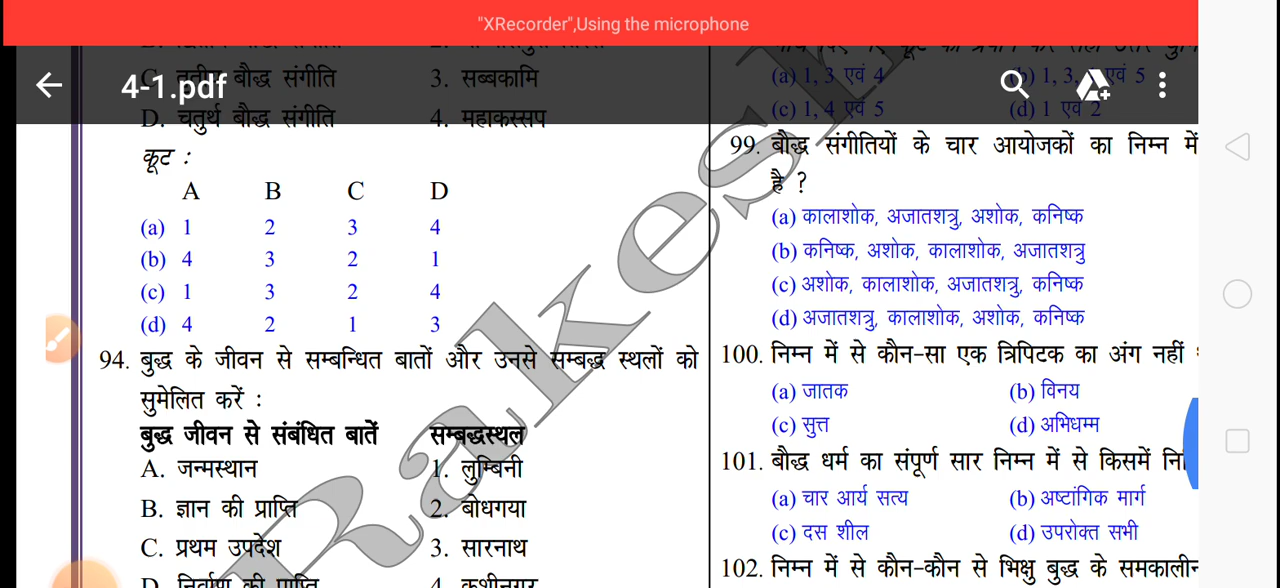 "XRecorder",Using the microphone
4-1.pdf
C. तृतीय बौद्ध संगीति 3. सब्बकामि
D. चतुर्थ बौद्ध संगीति 4. महाकस्सप
कूट :
A B C D
(a) 1 2 3 4
(b) 4 3 2 1
(c) 1 3 2 4
(d) 4 2 1 3
94. बुद्ध के जीवन से सम्बन्धित बातों और उनसे सम्बद्ध स्थलों को
सुमेलित करें :
बुद्ध जीवन से संबंधित बातें सम्बद्धस्थल
A. जन्मस्थान 1. लुम्बिनी
B. ज्ञान की प्राप्ति 2. बोधगया
C. प्रथम उपदेश 3. सारनाथ
D. निर्वाण की प्राप्ति 4. कुशीनगर
(a) 1, 3 एवं 4 (b) 1, 3, एवं 5
(c) 1, 4 एवं 5 (d) 1 एवं 2
99. बौद्ध संगीतियों के चार आयोजकों का निम्न में
है ?
(a) कालाशोक, अजातशत्रु, अशोक, कनिष्क
(b) कनिष्क, अशोक, कालाशोक, अजातशत्रु
(c) अशोक, कालाशोक, अजातशत्रु, कनिष्क
(d) अजातशत्रु, कालाशोक, अशोक, कनिष्क
100. निम्न में से कौन-सा एक त्रिपिटक का अंग नहीं
(a) जातक (b) विनय
(c) सुत्त (d) अभिधम्म
101. बौद्ध धर्म का संपूर्ण सार निम्न में से किसमें
(a) चार आर्य सत्य (b) अष्टांगिक मार्ग
(c) दस शील (d) उपरोक्त सभी
102. निम्न में से कौन-कौन से भिक्षु बुद्ध के समकालीन
Rakesh